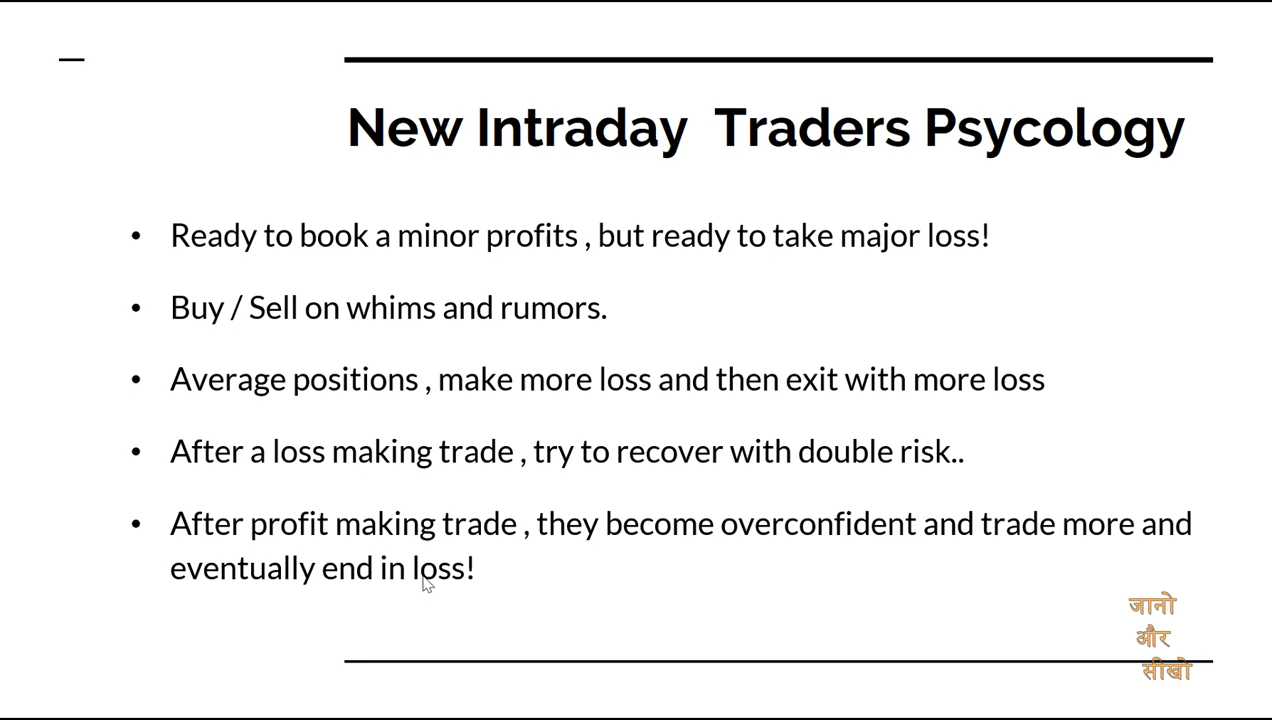 New Intraday  Traders Psycology
• Ready to book a minor profits , but ready to take major loss!
• Buy / Sell on whims and rumors.
• Average positions , make more loss and then exit with more loss
• After a loss making trade , try to recover with double risk..
• After profit making trade , they become overconfident and trade more and
eventually end in loss!
जानो
और
सीखो